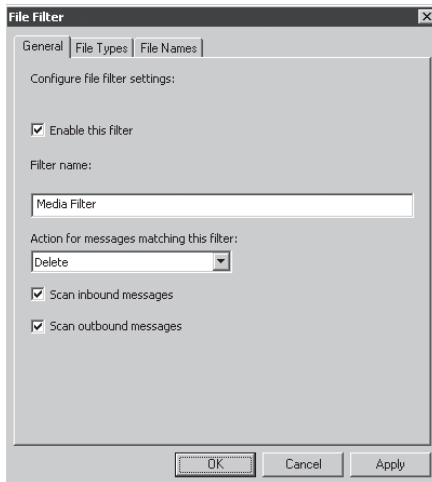 File Filter
General File Types File Names
Configure file filter settings:
Enable this filter
Filter name:
Media Filter
Action for messages matching this filter:
Delete
Scan inbound messages
Scan outbound messages
OK Cancel Apply